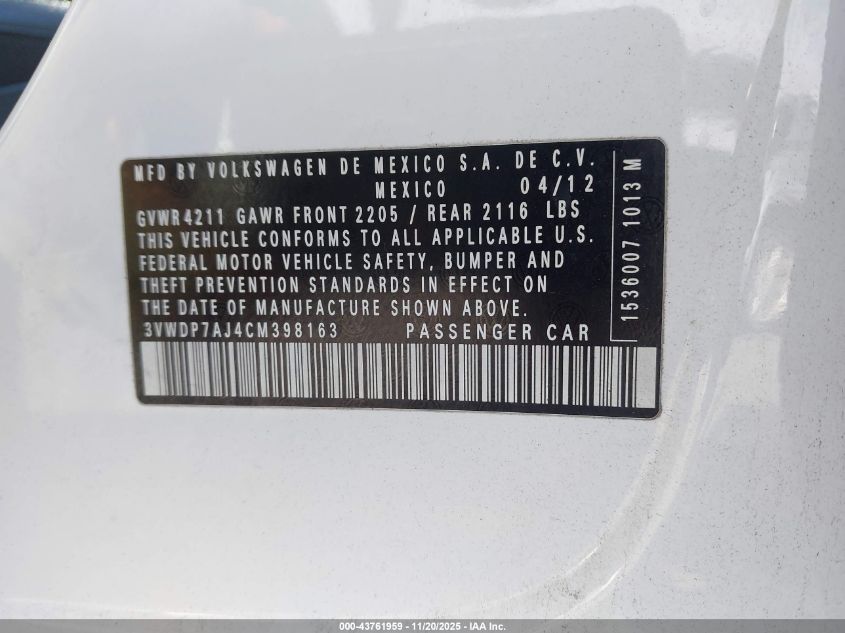 MFD BY VOLKSWAGEN DE MEXICO S.A. DE C.V.
MEXICO 04/12
GVWR 4211 GAWR FRONT 2205 / REAR 2116 LBS
THIS VEHICLE CONFORMS TO ALL APPLICABLE U.S.
FEDERAL MOTOR VEHICLE SAFETY, BUMPER AND
THEFT PREVENTION STANDARDS IN EFFECT ON
THE DATE OF MANUFACTURE SHOWN ABOVE.
3VWDP7AJ4CM398163 PASSENGER CAR
1536007 1013 M
000-43761959 - 11/20/2025 - IAA Inc.